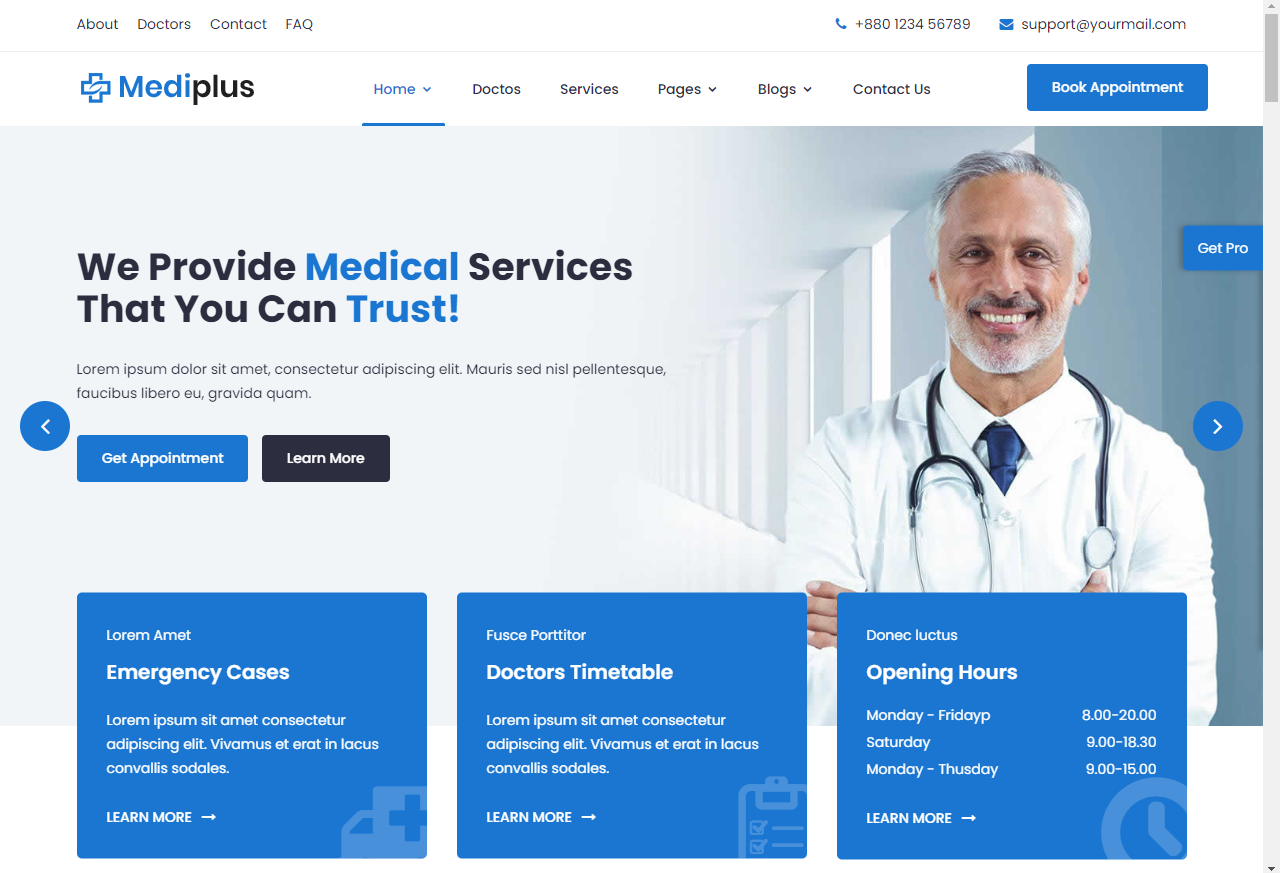 About Doctors Contact FAQ +880 1234 56789 support@yourmail.com
Mediplus Home Doctos Services Pages Blogs Contact Us Book Appointment
Get Pro
We Provide Medical Services
That You Can Trust!
Lorem ipsum dolor sit amet, consectetur adipiscing elit. Mauris sed nisl pellentesque,
faucibus libero eu, gravida quam.
Get Appointment Learn More
Lorem Amet
Emergency Cases
Lorem ipsum sit amet consectetur
adipiscing elit. Vivamus et erat in lacus
convallis sodales.
LEARN MORE
Fusce Porttitor
Doctors Timetable
Lorem ipsum sit amet consectetur
adipiscing elit. Vivamus et erat in lacus
convallis sodales.
LEARN MORE
Donec luctus
Opening Hours
Monday - Fridayp 8.00-20.00
Saturday 9.00-18.30
Monday - Thusday 9.00-15.00
LEARN MORE